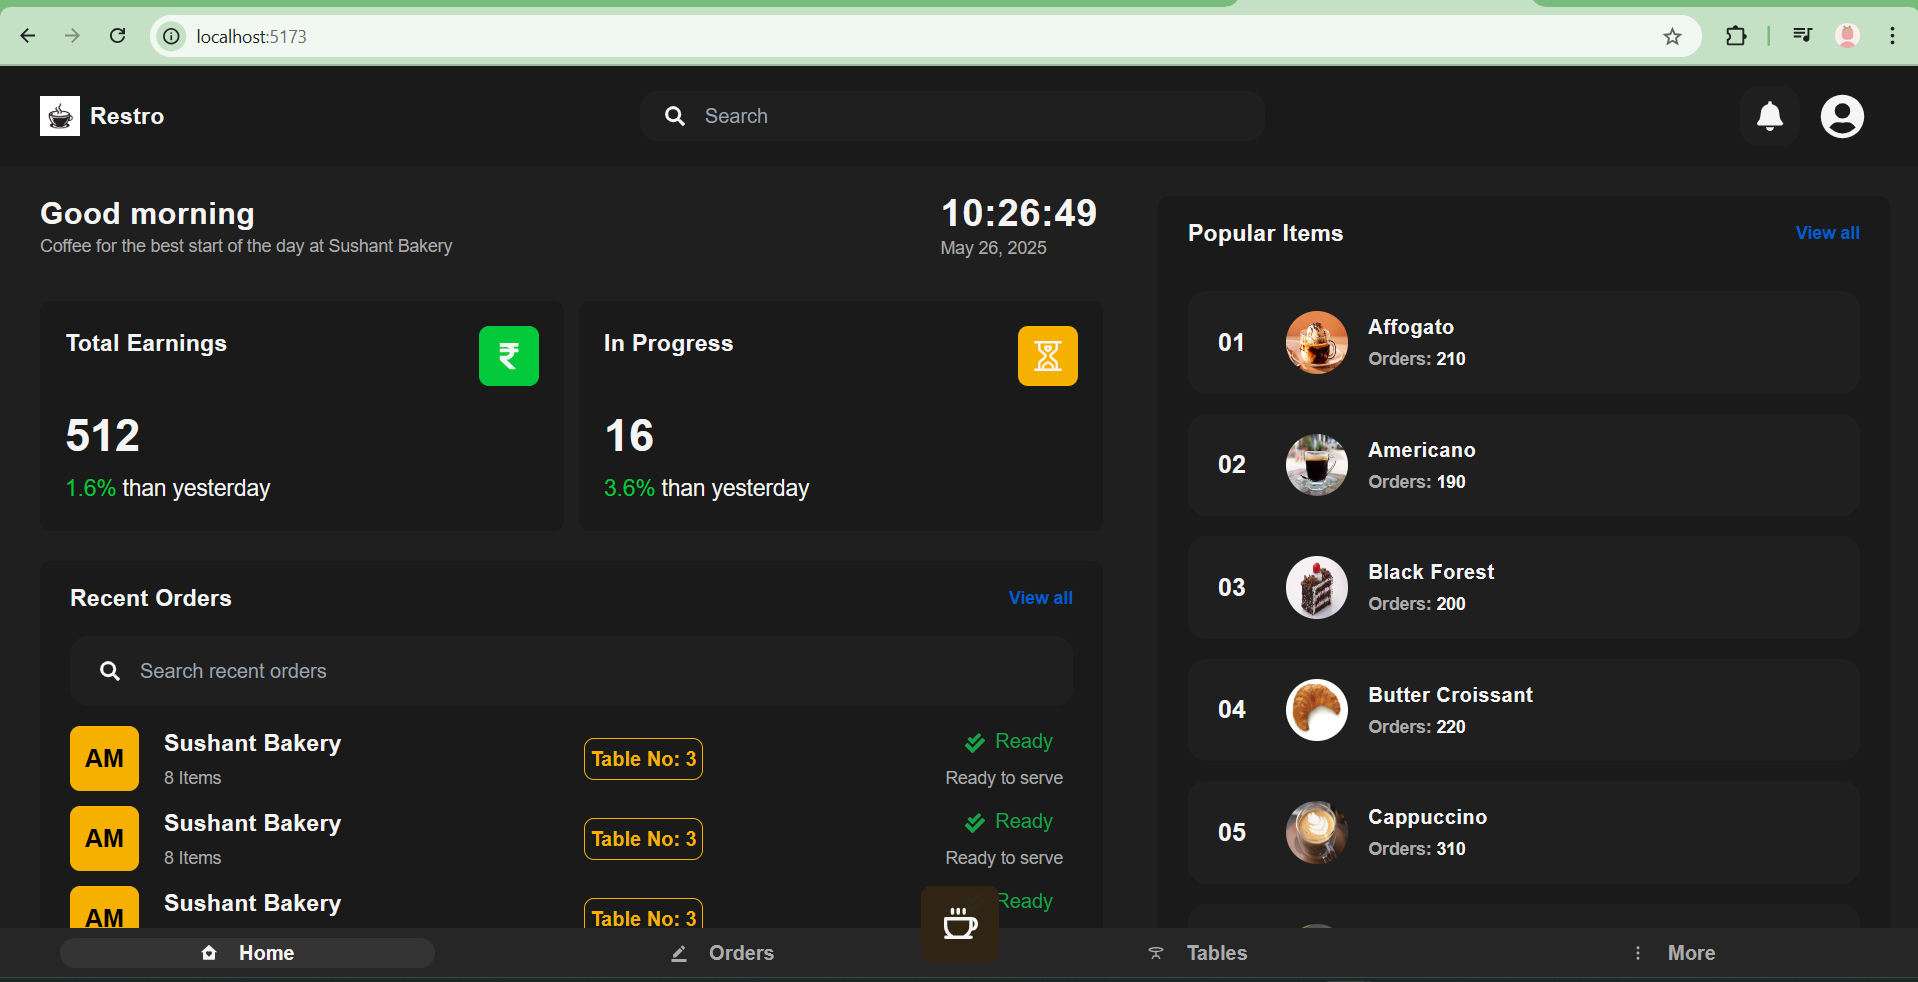 localhost:5173
Restro
Search
Good morning
Coffee for the best start of the day at Sushant Bakery
10:26:49
May 26, 2025
Total Earnings
₹
512
1.6% than yesterday
In Progress
16
3.6% than yesterday
Recent Orders
View all
Search recent orders
AM
Sushant Bakery
8 Items
Table No: 3
Ready
Ready to serve
AM
Sushant Bakery
8 Items
Table No: 3
Ready
Ready to serve
AM
Sushant Bakery
Table No: 3
Ready
Popular Items
View all
01
Affogato
Orders: 210
02
Americano
Orders: 190
03
Black Forest
Orders: 200
04
Butter Croissant
Orders: 220
05
Cappuccino
Orders: 310
Home
Orders
Tables
More